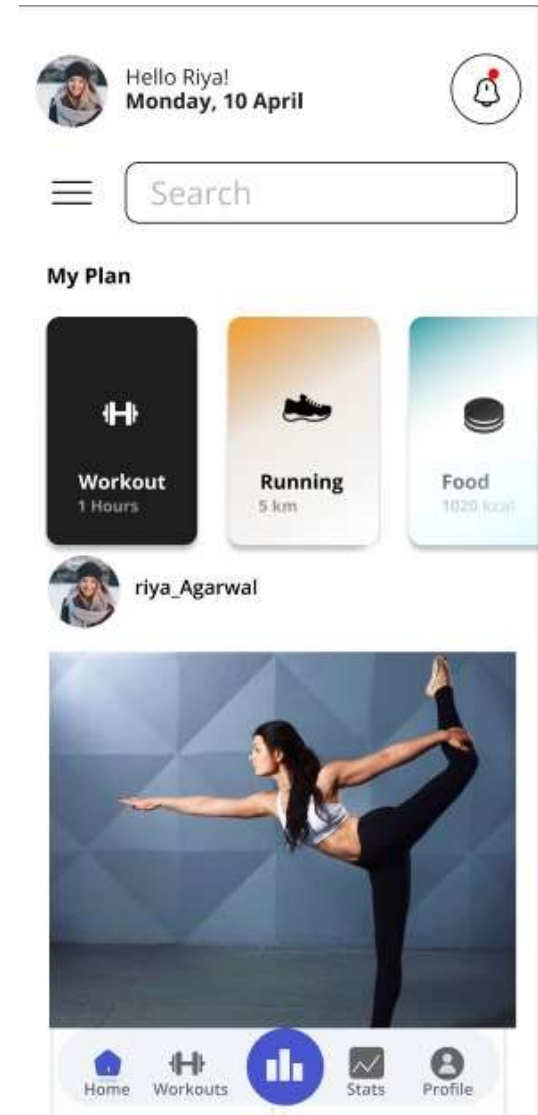 Hello Riya!
Monday, 10 April
Search
My Plan
Workout
1 Hours
Running
5 km
Food
1020 kcal
riya_Agarwal
Home
Workouts
Stats
Profile